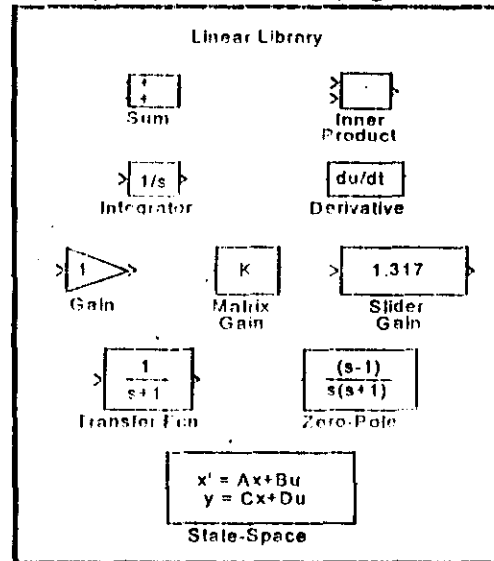 Linear Library
+
+
Sum
Inner
Product
1/s
Integrator
du/dt
Derivative
1
Gain
K
Matrix
Gain
1.317
Slider
Gain
1
s+1
Transfer Fcn
(s-1)
s(s+1)
Zero-Pole
x' = Ax+Bu
y = Cx+Du
State-Space